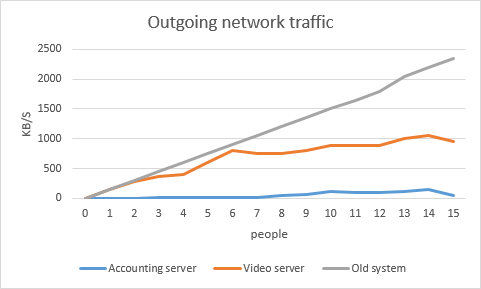 Outgoing network traffic
2500
2000
1500
1000
500
0
KB/S
0 1 2 3 4 5 6 7 8 9 10 11 12 13 14 15
people
Accounting server Video server Old system